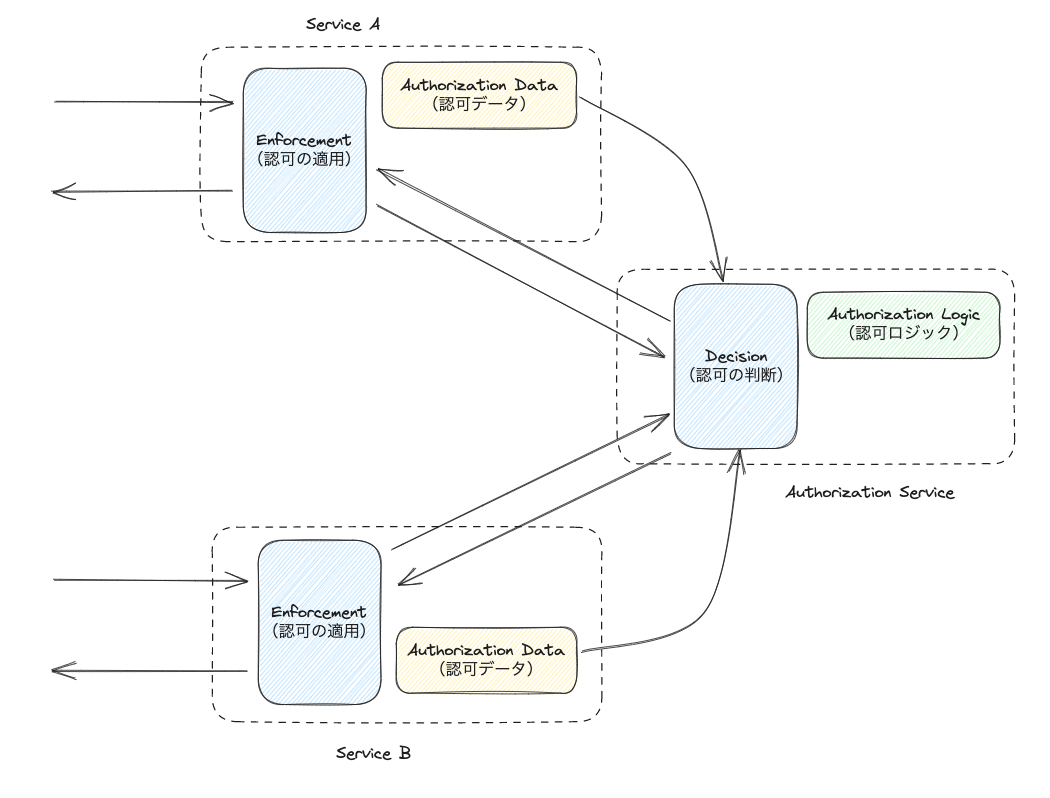 Service A
Authorization Data
（認可データ）
Enforcement
（認可の適用）
Authorization Logic
（認可ロジック）
Decision
（認可の判断）
Authorization Service
Enforcement
（認可の適用）
Authorization Data
（認可データ）
Service B